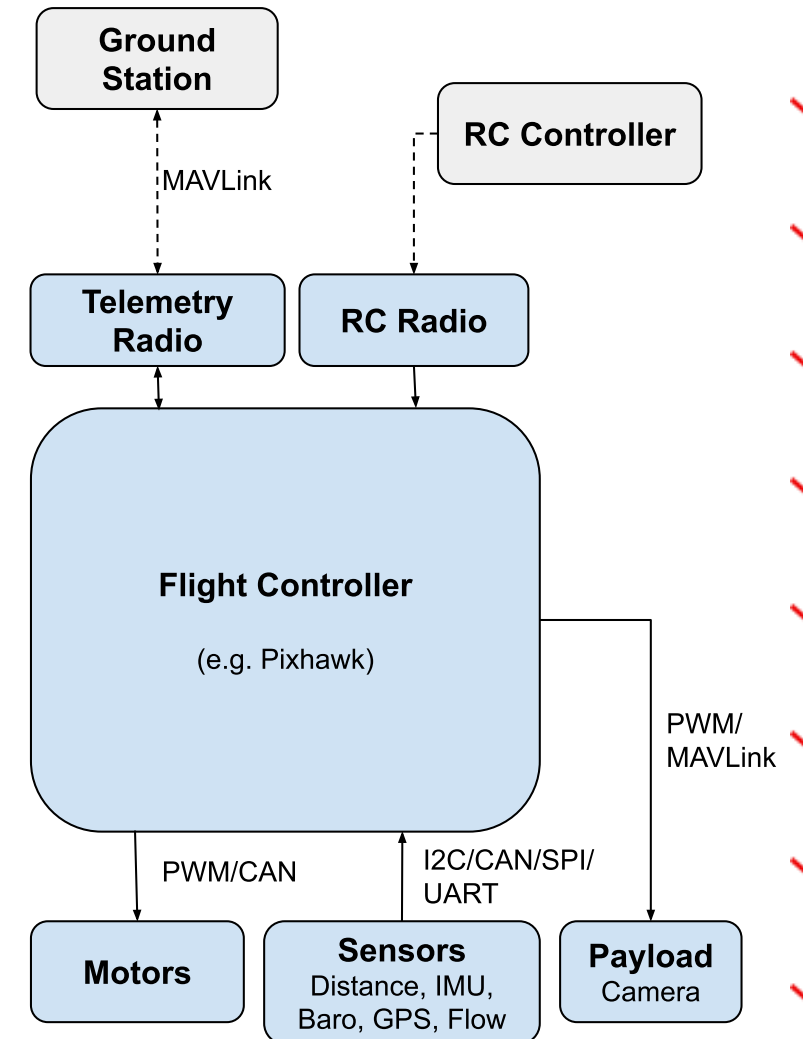 Ground
Station
RC Controller
MAVLink
Telemetry
Radio
RC Radio
Flight Controller
(e.g. Pixhawk)
PWM/
MAVLink
PWM/CAN
I2C/CAN/SPI/
UART
Motors
Sensors
Distance, IMU,
Baro, GPS, Flow
Payload
Camera